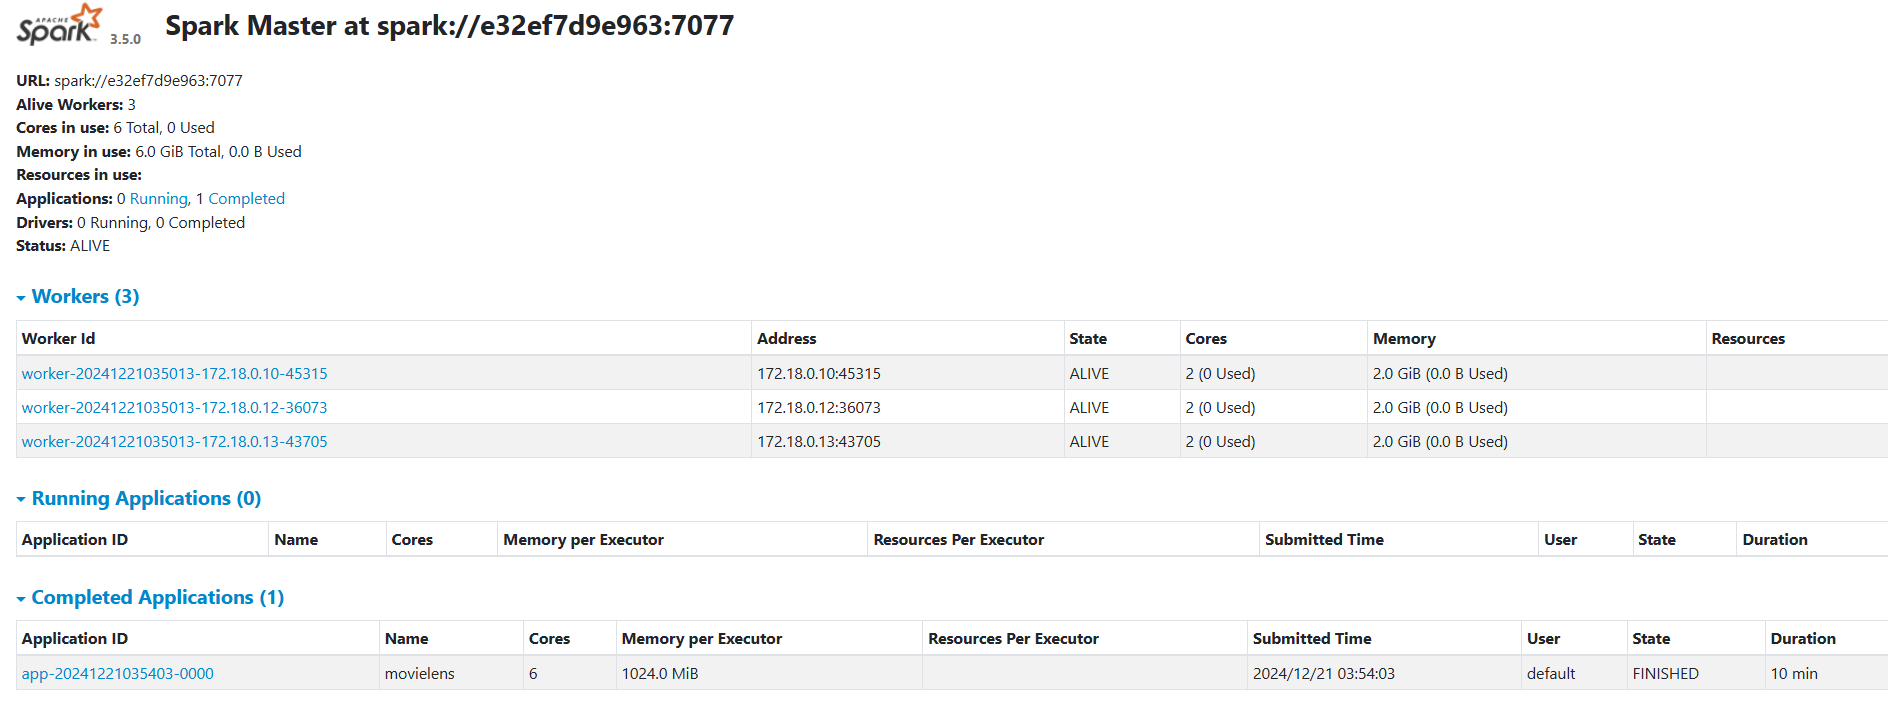 APACHE Spark 3.5.0 Spark Master at spark://e32ef7d9e963:7077
URL: spark://e32ef7d9e963:7077
Alive Workers: 3
Cores in use: 6 Total, 0 Used
Memory in use: 6.0 GiB Total, 0.0 B Used
Resources in use:
Applications: 0 Running, 1 Completed
Drivers: 0 Running, 0 Completed
Status: ALIVE
Workers (3)
Worker Id Address State Cores Memory Resources
worker-20241221035013-172.18.0.10-45315 172.18.0.10:45315 ALIVE 2 (0 Used) 2.0 GiB (0.0 B Used)
worker-20241221035013-172.18.0.12-36073 172.18.0.12:36073 ALIVE 2 (0 Used) 2.0 GiB (0.0 B Used)
worker-20241221035013-172.18.0.13-43705 172.18.0.13:43705 ALIVE 2 (0 Used) 2.0 GiB (0.0 B Used)
Running Applications (0)
Application ID Name Cores Memory per Executor Resources Per Executor Submitted Time User State Duration
Completed Applications (1)
Application ID Name Cores Memory per Executor Resources Per Executor Submitted Time User State Duration
app-20241221035403-0000 movielens 6 1024.0 MiB 2024/12/21 03:54:03 default FINISHED 10 min